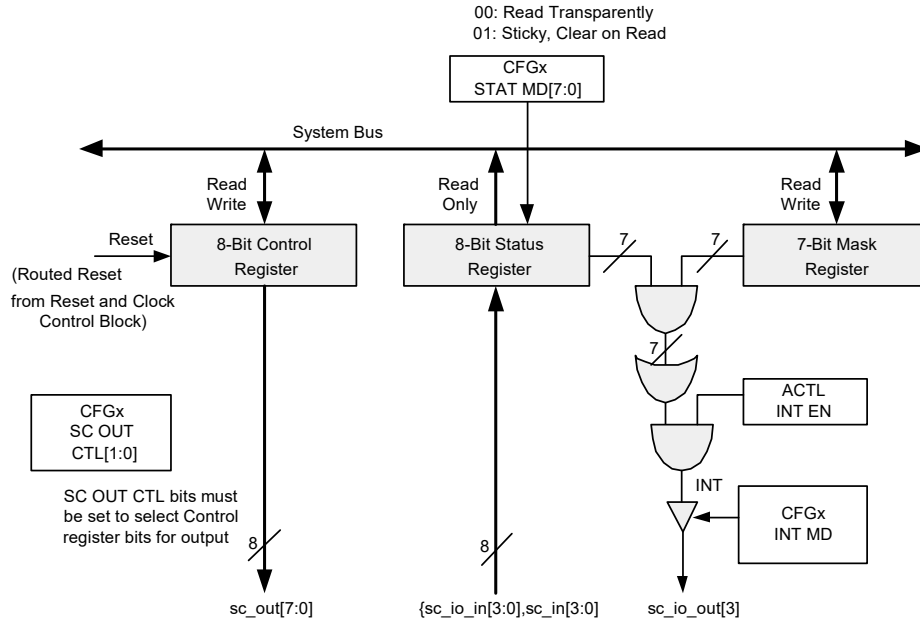 00: Read Transparently
01: Sticky, Clear on Read
CFGx
STAT MD[7:0]
System Bus
Read
Write
Read
Only
Read
Write
Reset
8-Bit Control
Register
8-Bit Status
Register
7
7
7-Bit Mask
Register
(Routed Reset
from Reset and Clock
Control Block)
7
CFGx
SC OUT
CTL[1:0]
ACTL
INT EN
SC OUT CTL bits must
be set to select Control
register bits for output
INT
CFGx
INT MD
8
8
sc_out[7:0]
{sc_io_in[3:0],sc_in[3:0]
sc_io_out[3]